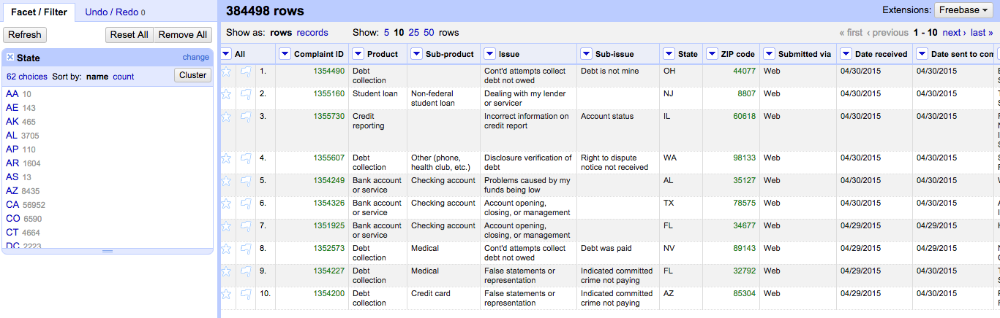 Facet / Filter Undo / Redo 0
Refresh Reset All Remove All
State change
62 choices Sort by: name count Cluster
AA 10
AE 143
AK 465
AL 3705
AP 110
AR 1604
AS 13
AZ 8435
CA 56952
CO 6590
CT 4664
DC 2223
384498 rows Extensions: Freebase
Show as: rows records Show: 5 10 25 50 rows « first ‹ previous 1 - 10 next › last »
All Complaint ID Product Sub-product Issue Sub-issue State ZIP code Submitted via Date received Date sent to com
1. 1354490 Debt collection Cont'd attempts collect debt not owed Debt is not mine OH 44077 Web 04/30/2015 04/30/2015
2. 1355160 Student loan Non-federal student loan Dealing with my lender or servicer NJ 8807 Web 04/30/2015 04/30/2015
3. 1355730 Credit reporting Incorrect information on credit report Account status IL 60618 Web 04/30/2015 04/30/2015
4. 1355607 Debt collection Other (phone, health club, etc.) Disclosure verification of debt Right to dispute notice not received WA 98133 Web 04/30/2015 04/30/2015
5. 1354249 Bank account or service Checking account Problems caused by my funds being low AL 35127 Web 04/30/2015 04/30/2015
6. 1354326 Bank account or service Checking account Account opening, closing, or management TX 78575 Web 04/30/2015 04/30/2015
7. 1351925 Bank account or service Checking account Account opening, closing, or management FL 34677 Web 04/29/2015 04/29/2015
8. 1352573 Debt collection Medical Cont'd attempts collect debt not owed Debt was paid NV 89143 Web 04/29/2015 04/29/2015
9. 1354227 Debt collection Medical False statements or representation Indicated committed crime not paying FL 32792 Web 04/29/2015 04/30/2015
10. 1354200 Debt collection Credit card False statements or representation Indicated committed crime not paying AZ 85304 Web 04/29/2015 04/30/2015